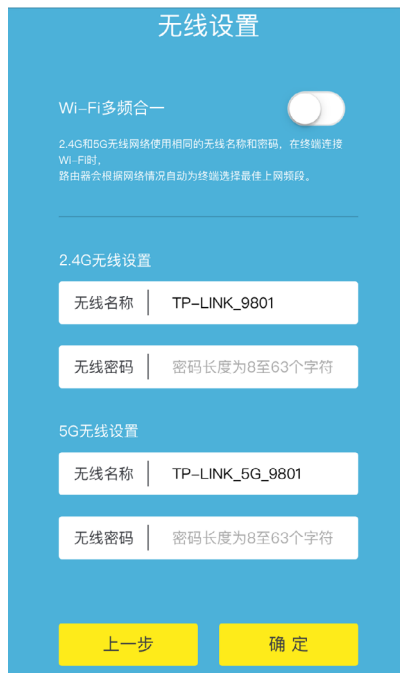 无线设置
Wi-Fi多频合一
2.4G和5G无线网络使用相同的无线名称和密码，在终端连接
Wi-Fi时，
路由器会根据网络情况自动为终端选择最佳上网频段。
2.4G无线设置
无线名称 TP-LINK_9801
无线密码 密码长度为8至63个字符
5G无线设置
无线名称 TP-LINK_5G_9801
无线密码 密码长度为8至63个字符
上一步 确 定